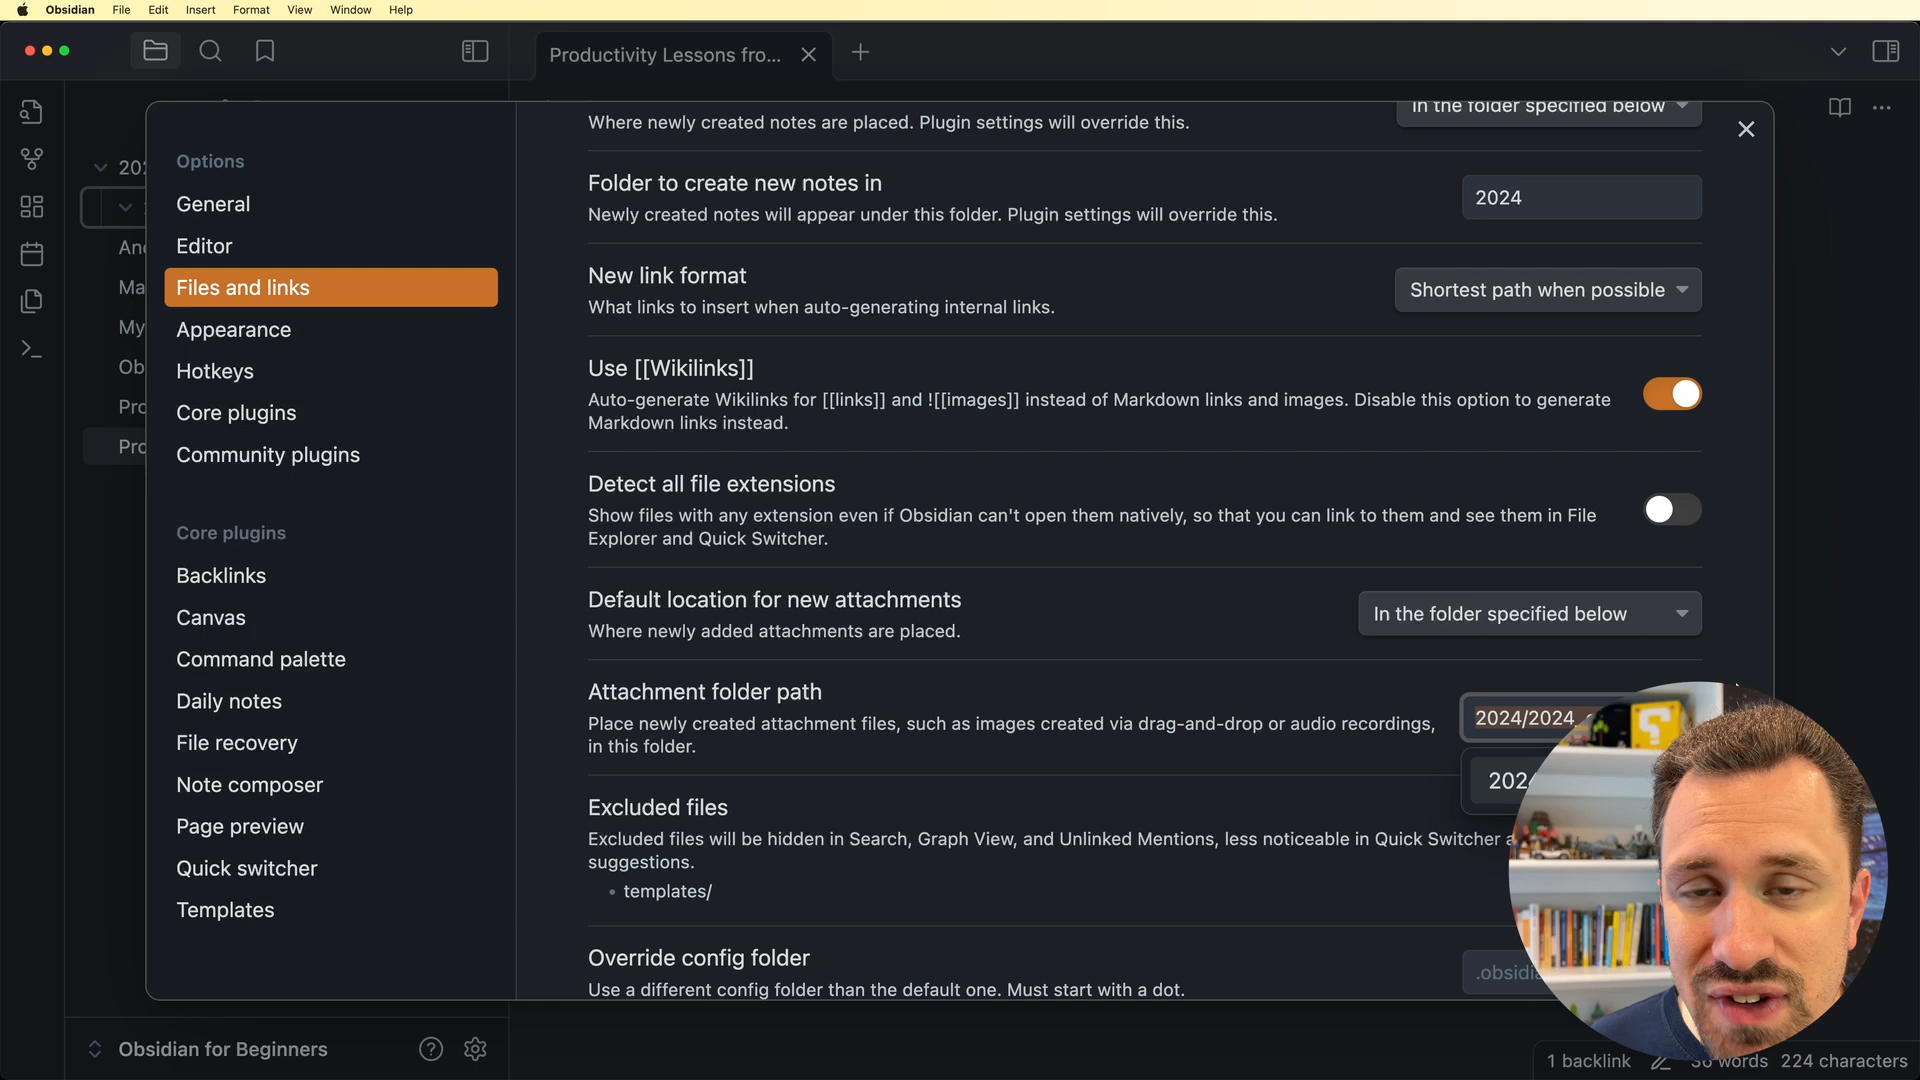 Obsidian File Edit Insert Format View Window Help
Productivity Lessons fro...
In the folder specified below
Where newly created notes are placed. Plugin settings will override this.
Options
General
Editor
Files and links
Appearance
Hotkeys
Core plugins
Community plugins
Core plugins
Backlinks
Canvas
Command palette
Daily notes
File recovery
Note composer
Page preview
Quick switcher
Templates
Folder to create new notes in
2024
Newly created notes will appear under this folder. Plugin settings will override this.
New link format
Shortest path when possible
What links to insert when auto-generating internal links.
Use [[Wikilinks]]
Auto-generate Wikilinks for [[links]] and ![[images]] instead of Markdown links and images. Disable this option to generate
Markdown links instead.
Detect all file extensions
Show files with any extension even if Obsidian can't open them natively, so that you can link to them and see them in File
Explorer and Quick Switcher.
Default location for new attachments
In the folder specified below
Where newly added attachments are placed.
Attachment folder path
2024/2024_
Place newly created attachment files, such as images created via drag-and-drop or audio recordings,
in this folder.
2024
Excluded files
Excluded files will be hidden in Search, Graph View, and Unlinked Mentions, less noticeable in Quick Switcher
suggestions.
• templates/
Override config folder
.obsidi
Use a different config folder than the default one. Must start with a dot.
Obsidian for Beginners
1 backlink 36 words 224 characters